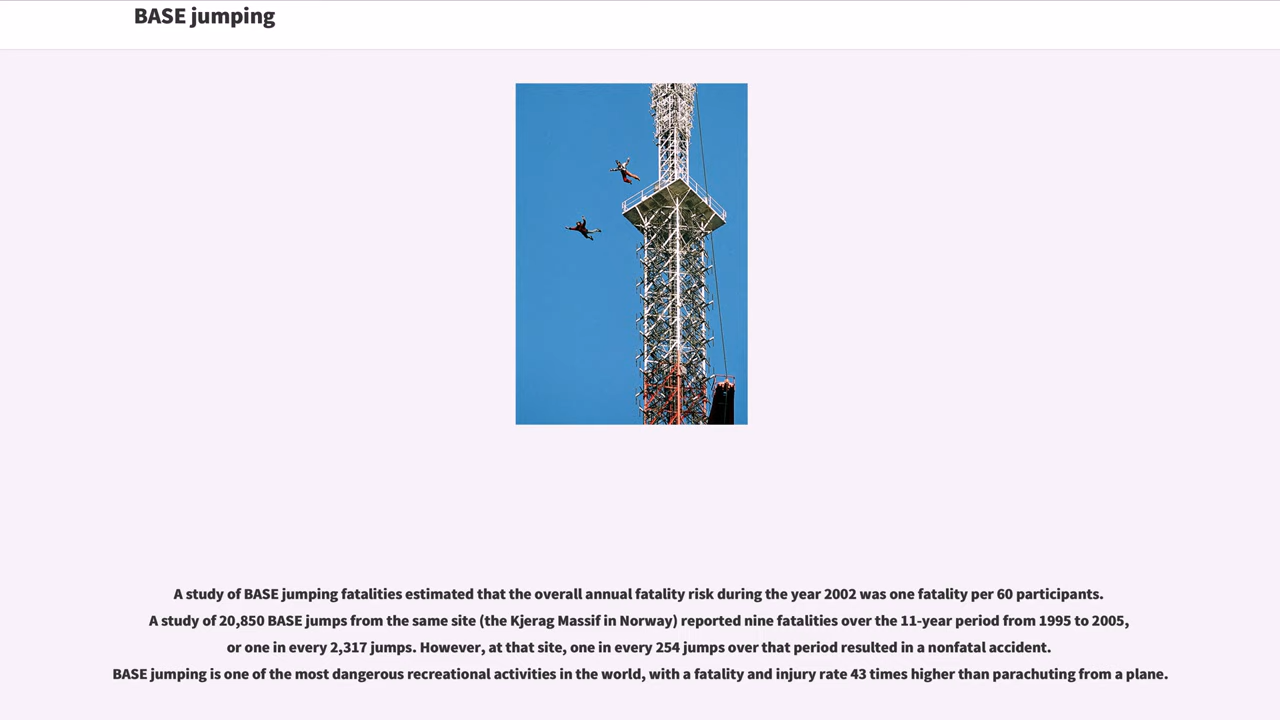 BASE jumping
A study of BASE jumping fatalities estimated that the overall annual fatality risk during the year 2002 was one fatality per 60 participants.
A study of 20,850 BASE jumps from the same site (the Kjerag Massif in Norway) reported nine fatalities over the 11-year period from 1995 to 2005,
or one in every 2,317 jumps. However, at that site, one in every 254 jumps over that period resulted in a nonfatal accident.
BASE jumping is one of the most dangerous recreational activities in the world, with a fatality and injury rate 43 times higher than parachuting from a plane.